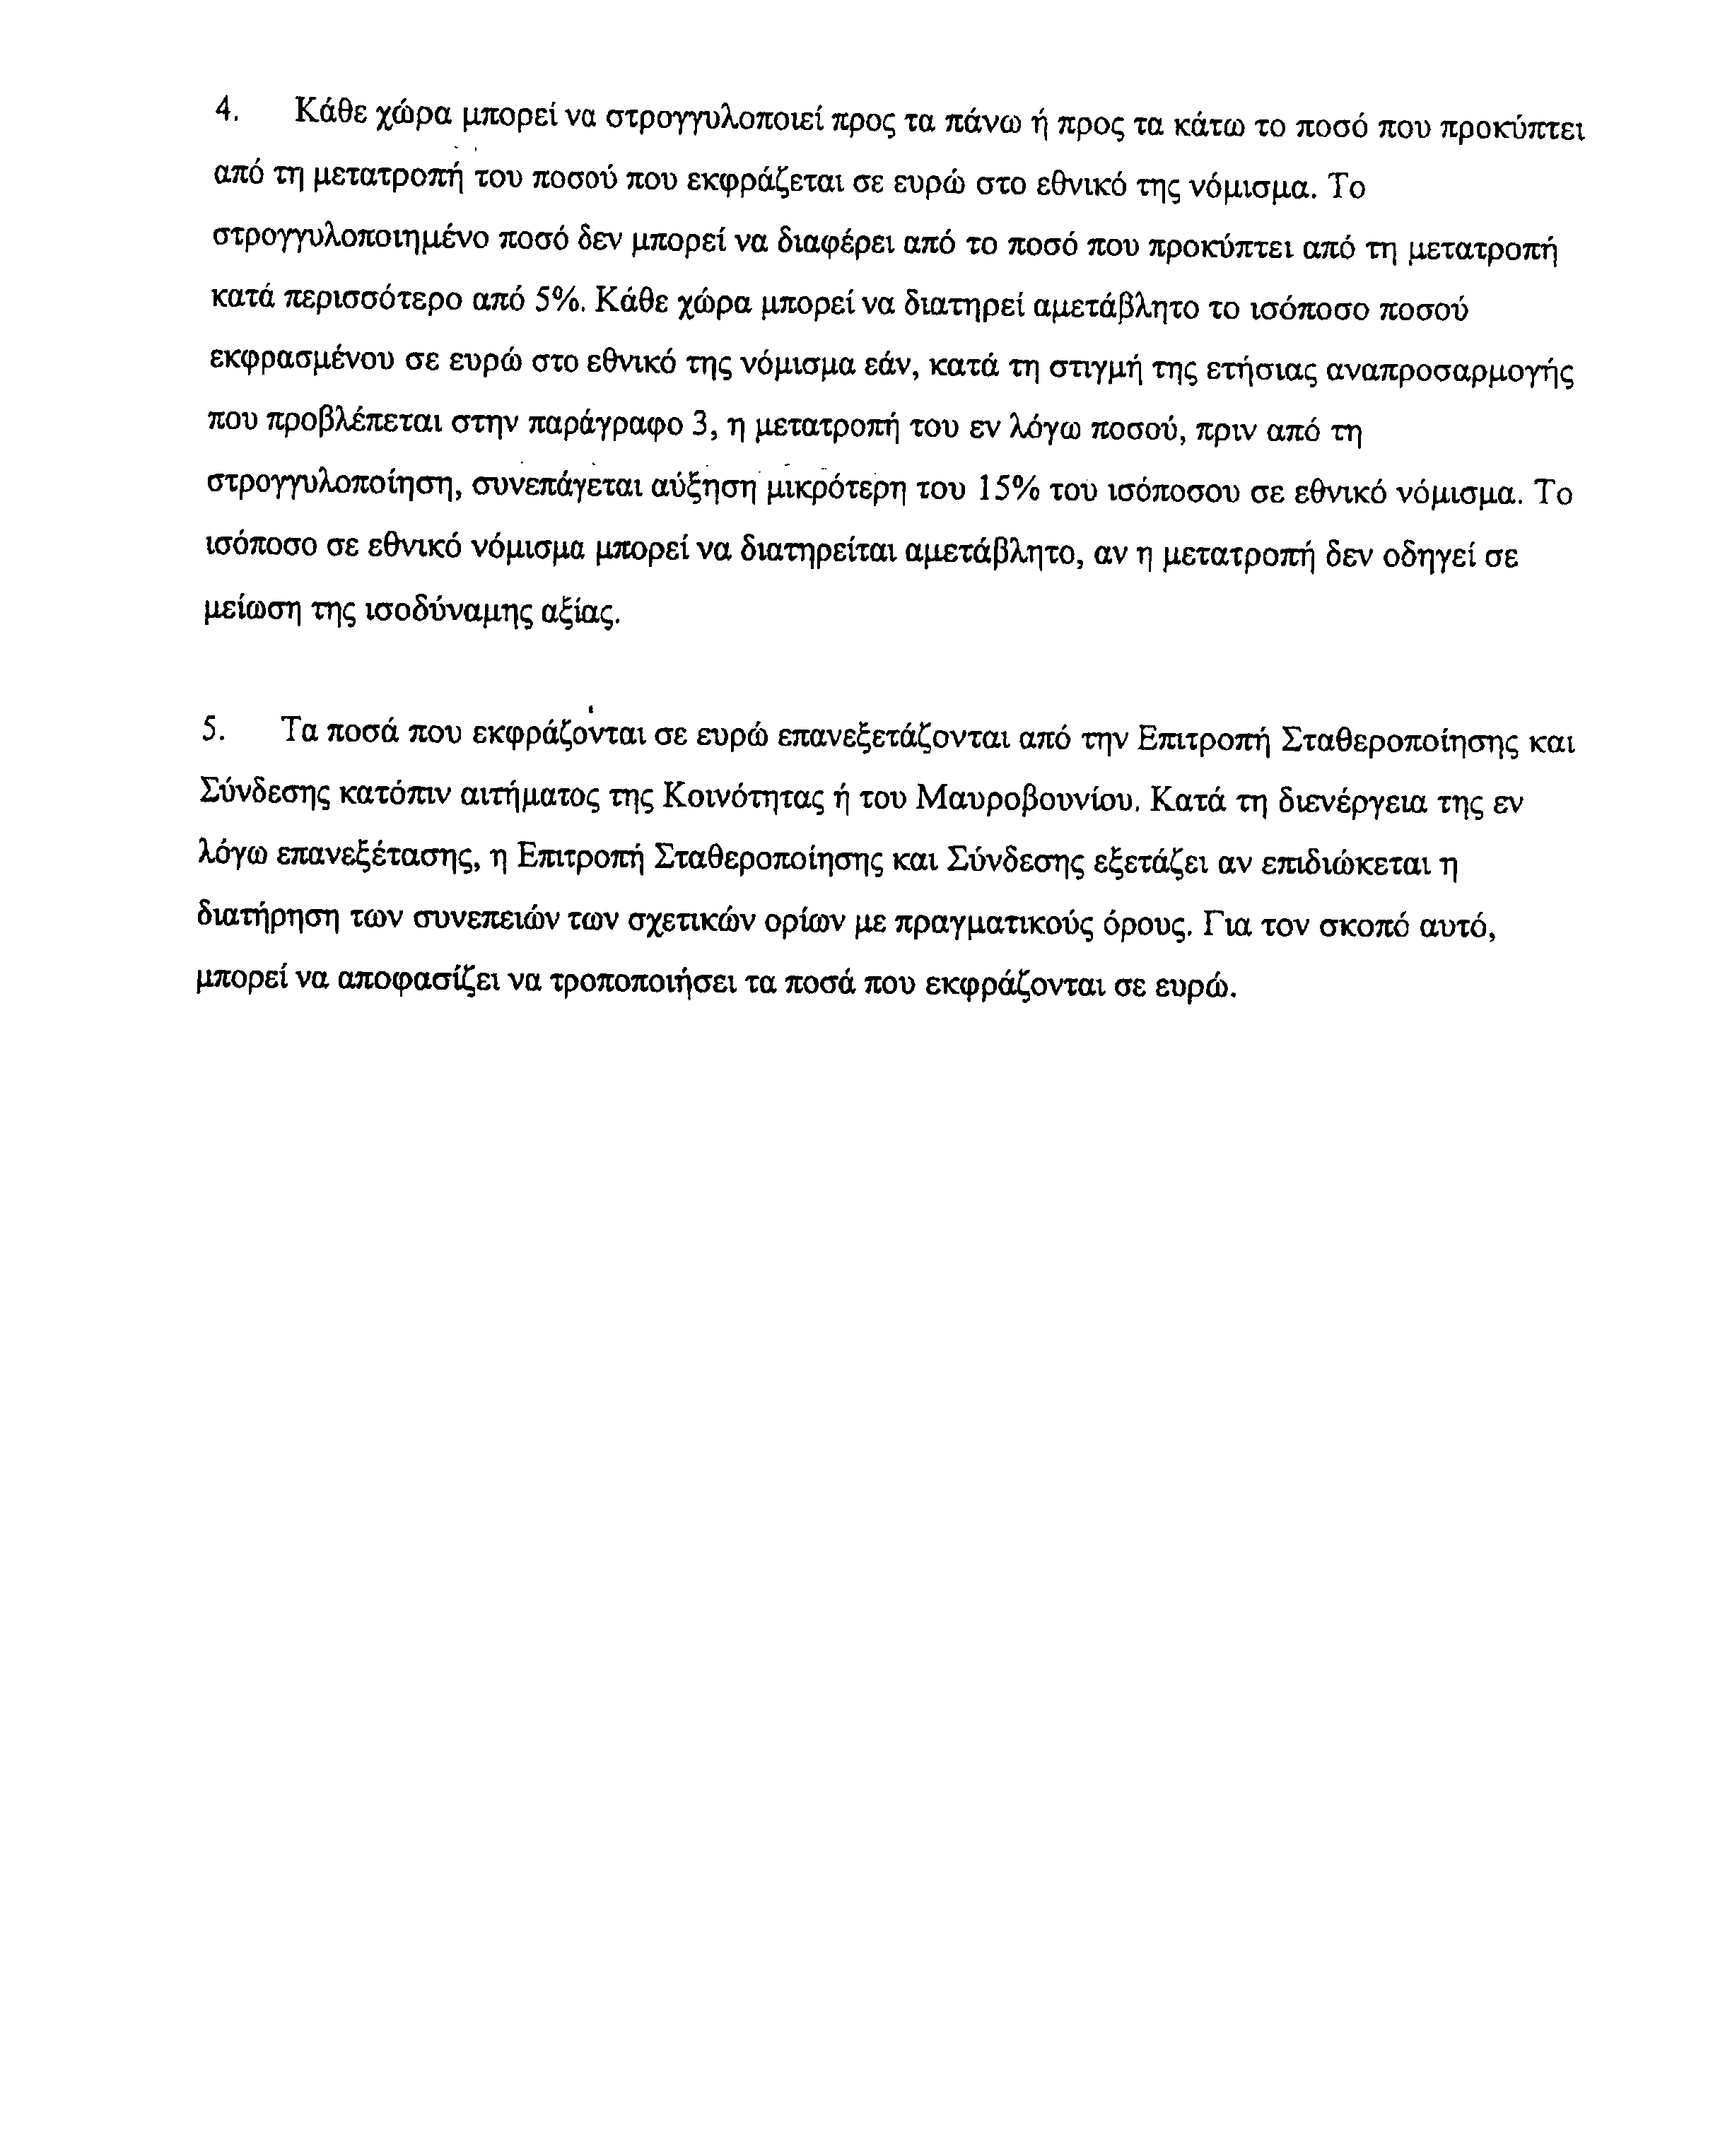 4. Κάθε χώρα μπορεί να στρογγυλοποιεί προς τα πάνω ή προς τα κάτω το ποσό που προκύπτει
από τη μετατροπή του ποσού που εκφράζεται σε ευρώ στο εθνικό της νόμισμα. Το
στρογγυλοποιημένο ποσό δεν μπορεί να διαφέρει από το ποσό που προκύπτει από τη μετατροπή
κατά περισσότερο από 5%. Κάθε χώρα μπορεί να διατηρεί αμετάβλητο το ισόποσο ποσού
εκφρασμένου σε ευρώ στο εθνικό της νόμισμα εάν, κατά τη στιγμή της ετήσιας αναπροσαρμογής
που προβλέπεται στην παράγραφο 3, η μετατροπή του εν λόγω ποσού, πριν από τη
στρογγυλοποίηση, συνεπάγεται αύξηση μικρότερη του 15% του ισόποσου σε εθνικό νόμισμα. Το
ισόποσο σε εθνικό νόμισμα μπορεί να διατηρείται αμετάβλητο, αν η μετατροπή δεν οδηγεί σε
μείωση της ισοδύναμης αξίας.
5. Τα ποσά που εκφράζονται σε ευρώ επανεξετάζονται από την Επιτροπή Σταθεροποίησης και
Σύνδεσης κατόπιν αιτήματος της Κοινότητας ή του Μαυροβουνίου. Κατά τη διενέργεια της εν
λόγω επανεξέτασης, η Επιτροπή Σταθεροποίησης και Σύνδεσης εξετάζει αν επιδιώκεται η
διατήρηση των συνεπειών των σχετικών ορίων με πραγματικούς όρους. Για τον σκοπό αυτό,
μπορεί να αποφασίζει να τροποποιήσει τα ποσά που εκφράζονται σε ευρώ.